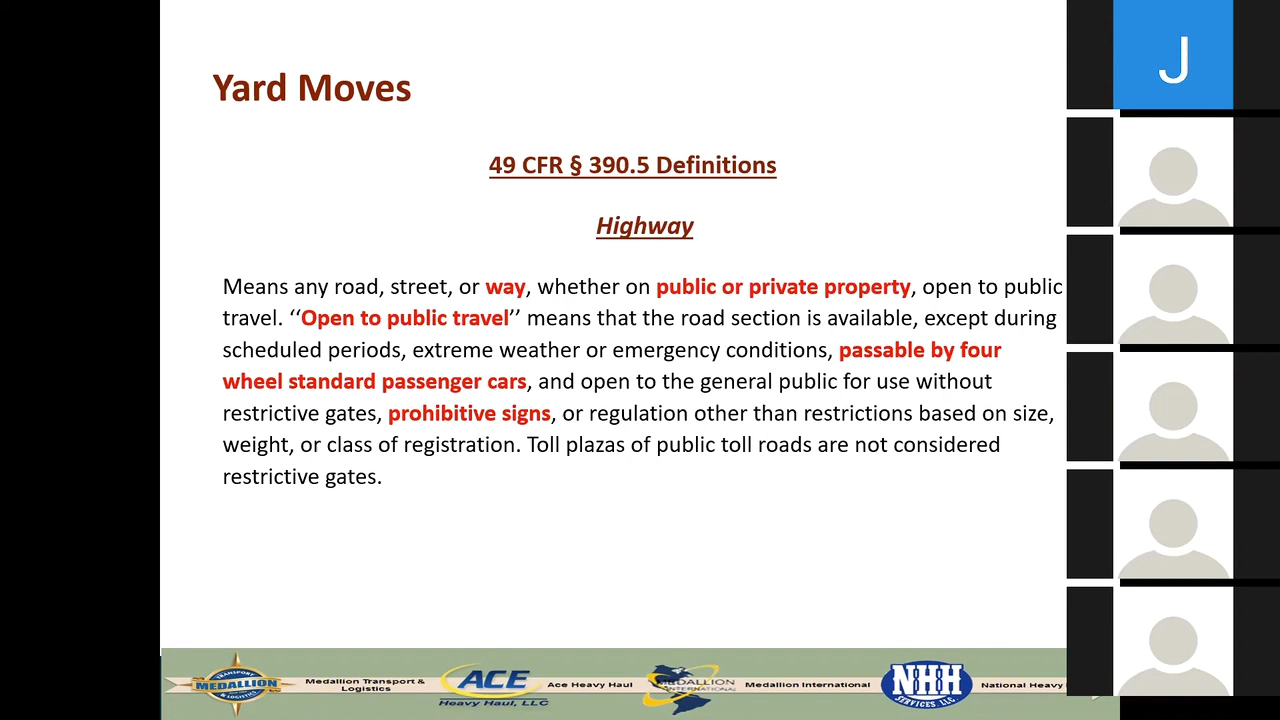 Yard Moves
49 CFR § 390.5 Definitions
Highway
Means any road, street, or way, whether on public or private property, open to public
travel. ‘‘Open to public travel’’ means that the road section is available, except during
scheduled periods, extreme weather or emergency conditions, passable by four
wheel standard passenger cars, and open to the general public for use without
restrictive gates, prohibitive signs, or regulation other than restrictions based on size,
weight, or class of registration. Toll plazas of public toll roads are not considered
restrictive gates.
J
TRANSPORT
MEDALLION
& LOGISTICS
Medallion Transport &
Logistics
ACE
Heavy Haul, LLC
Ace Heavy Haul
MEDALLION
INTERNATIONAL
Medallion International
NHH
SERVICES, LLC
National Heavy